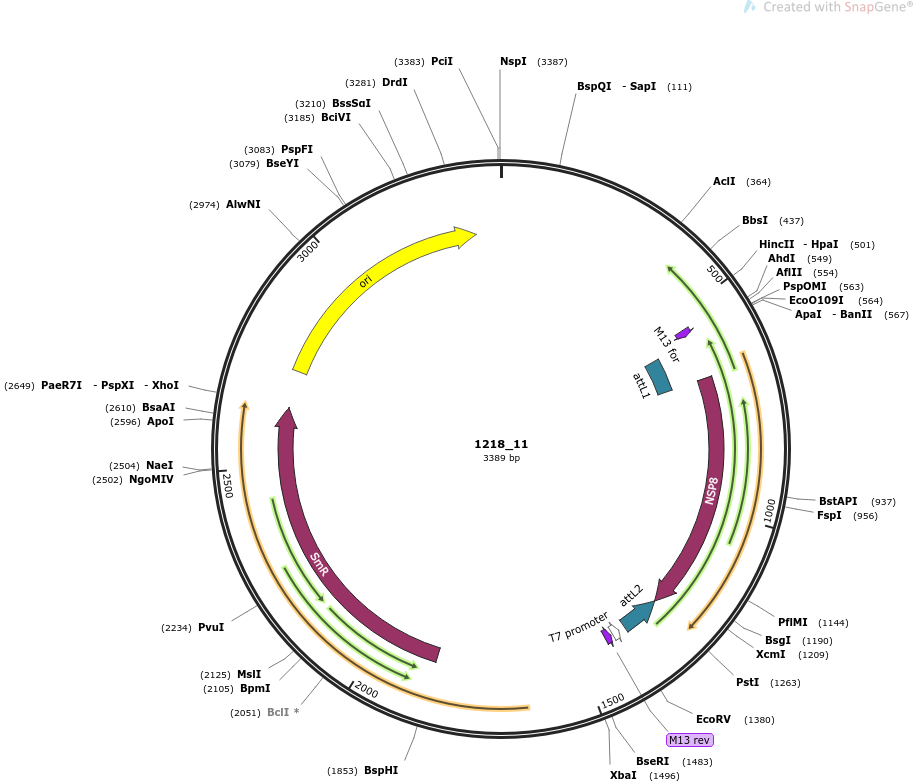 Created with SnapGene®
(3383) PciI
NspI (3387)
(3281) DrdI
BspQI - SapI (111)
(3210) BssSαI
(3185) BciVI
(3083) PspFI
(3079) BseYI
AclI (364)
(2974) AlwNI
BbsI (437)
HincII - HpaI (501)
AhdI (549)
AflII (554)
PspOMI (563)
EcoO109I (564)
ApaI - BanII (567)
3000
500
ori
M13 for
attL1
(2649) PaeR7I - PspXI - XhoI
(2610) BsaAI
(2596) ApoI
1218_11
3389 bp
(2504) NaeI
(2502) NgoMIV
2500
NSP8
BstAPI (937)
FspI (956)
1000
SmR
attL2
T7 promoter
(2234) PvuI
PflMI (1144)
BsgI (1190)
XcmI (1209)
(2125) MslI
(2105) BpmI
PstI (1263)
2000
(2051) BclI *
1500
EcoRV (1380)
M13 rev
(1853) BspHI
BseRI (1483)
XbaI (1496)